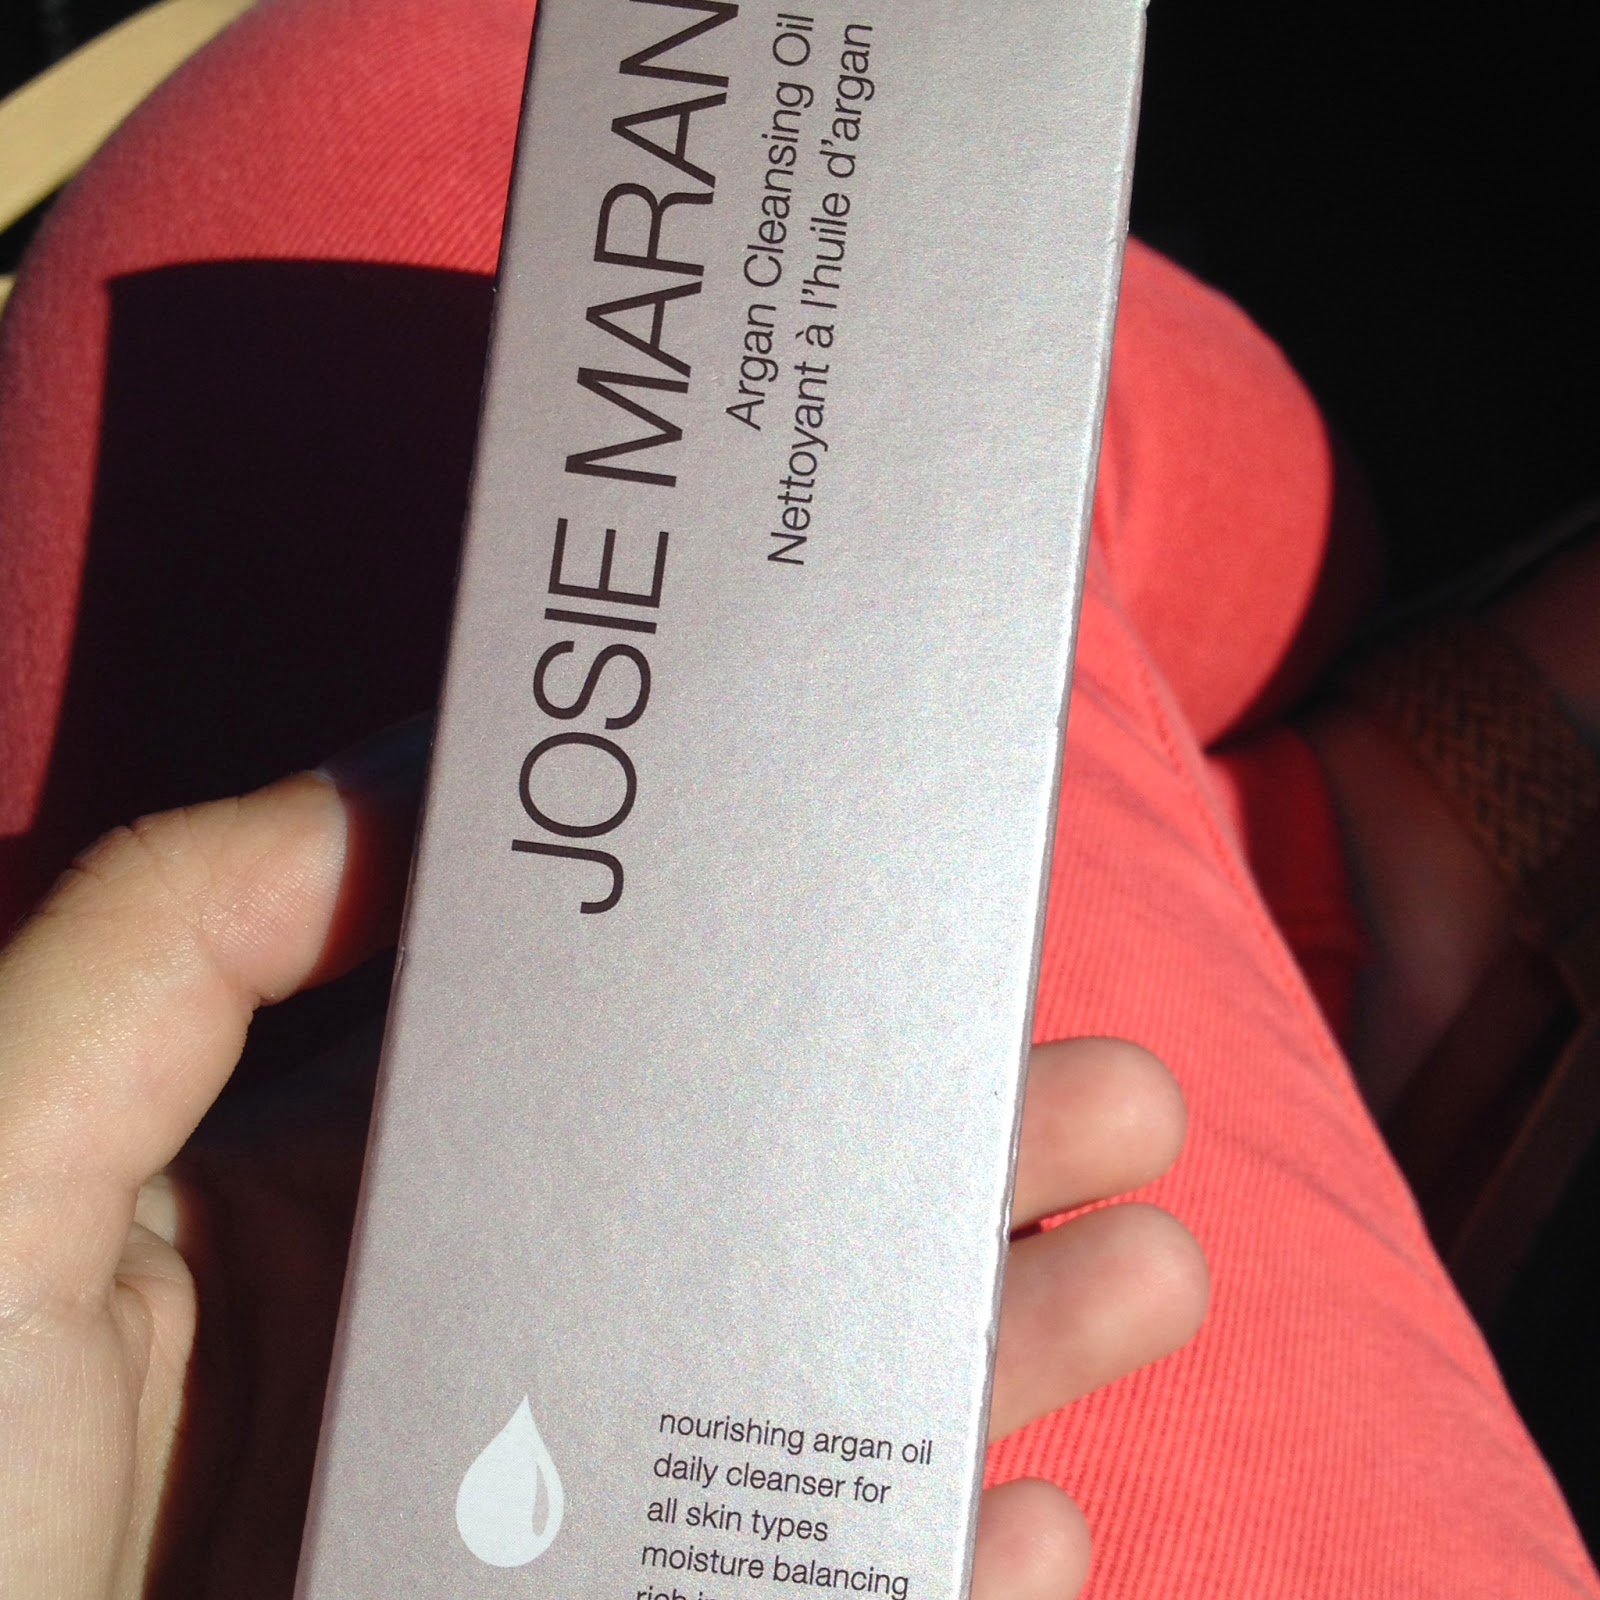 JOSIE MARAN
Argan Cleansing Oil
Nettoyant à l'huile d'argan
nourishing argan oil
daily cleanser for
all skin types
moisture balancing
rich